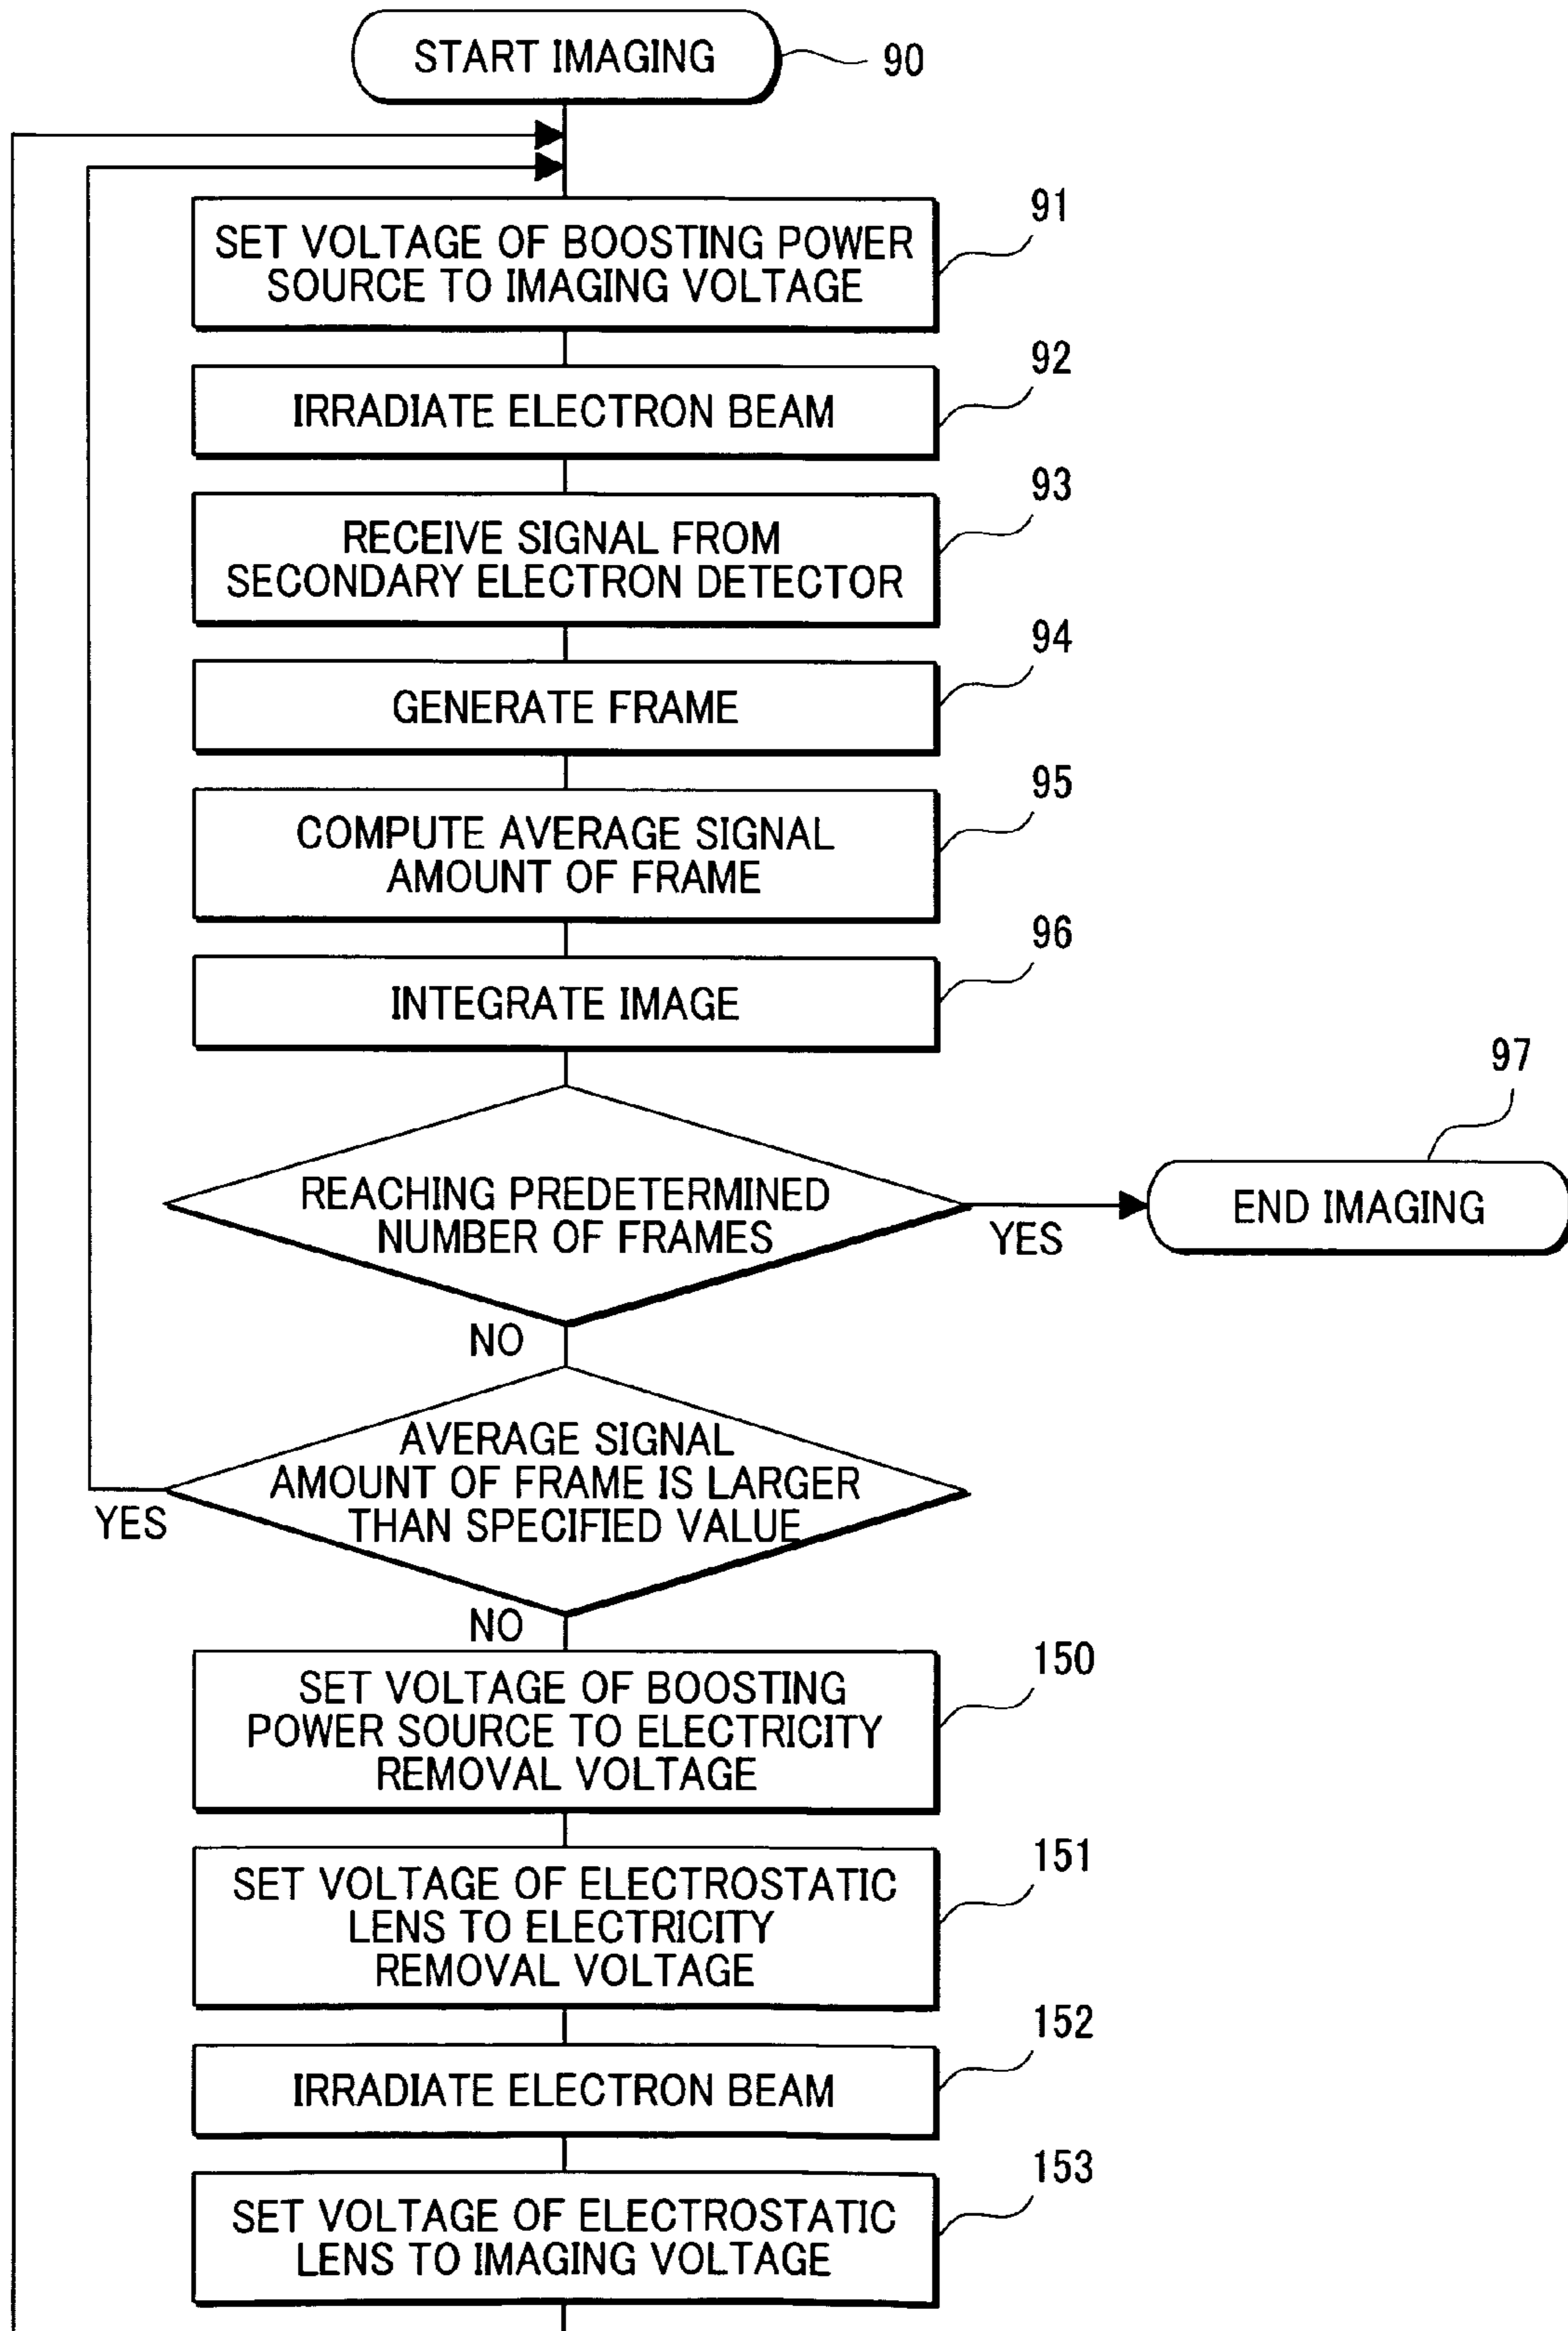 START IMAGING
90
SET VOLTAGE OF BOOSTING POWER
SOURCE TO IMAGING VOLTAGE
91
IRRADIATE ELECTRON BEAM
92
RECEIVE SIGNAL FROM
SECONDARY ELECTRON DETECTOR
93
GENERATE FRAME
94
COMPUTE AVERAGE SIGNAL
AMOUNT OF FRAME
95
INTEGRATE IMAGE
96
REACHING PREDETERMINED
NUMBER OF FRAMES
YES
END IMAGING
97
NO
AVERAGE SIGNAL
AMOUNT OF FRAME IS LARGER
THAN SPECIFIED VALUE
YES
NO
SET VOLTAGE OF BOOSTING
POWER SOURCE TO ELECTRICITY
REMOVAL VOLTAGE
150
SET VOLTAGE OF ELECTROSTATIC
LENS TO ELECTRICITY
REMOVAL VOLTAGE
151
IRRADIATE ELECTRON BEAM
152
SET VOLTAGE OF ELECTROSTATIC
LENS TO IMAGING VOLTAGE
153